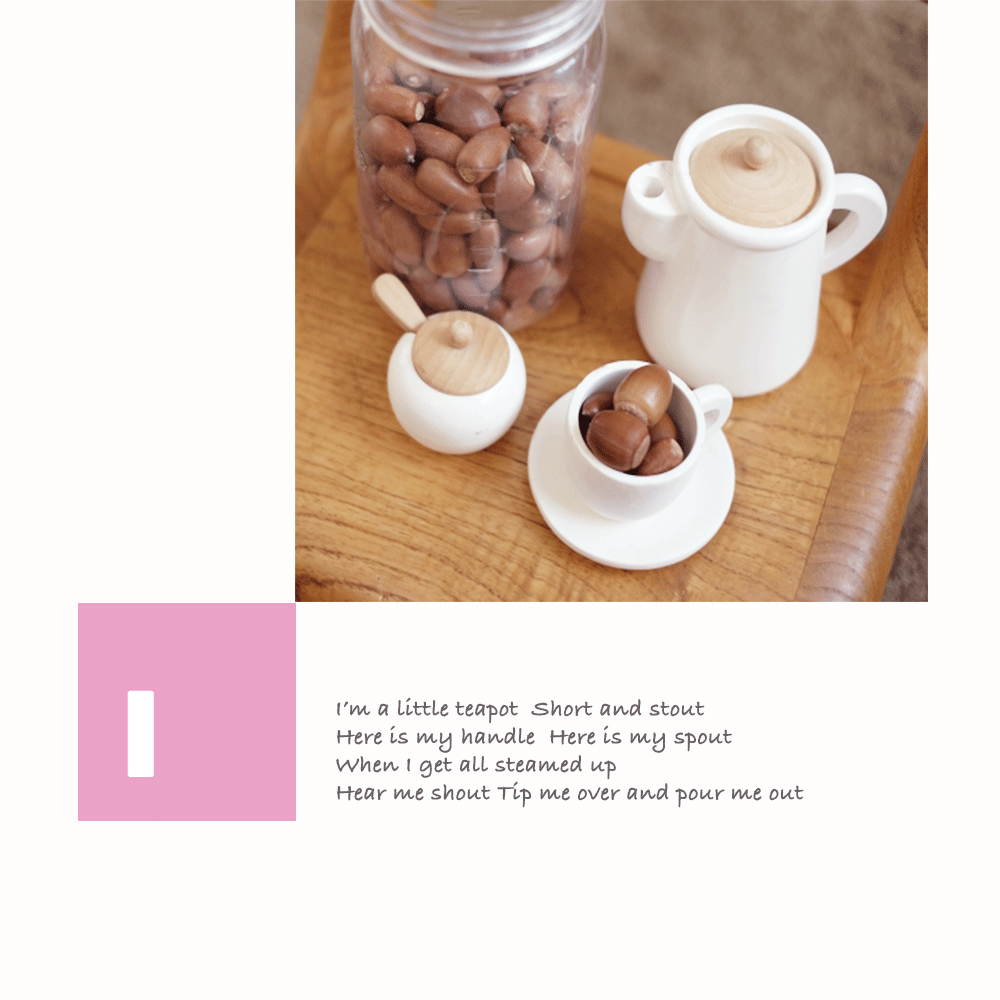 I
I'm a little teapot  Short and stout
Here is my handle  Here is my spout
When I get all steamed up
Hear me shout Tip me over and pour me out